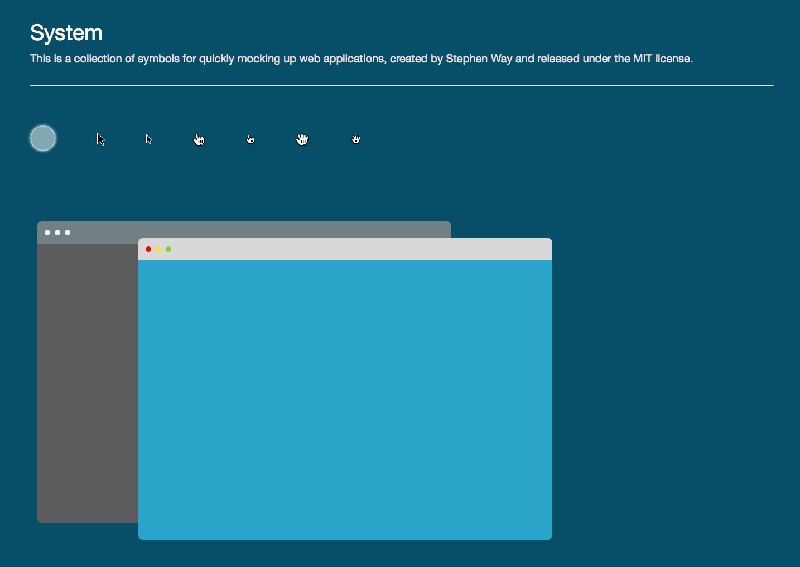 System
This is a collection of symbols for quickly mocking up web applications, created by Stephen Way and released under the MIT license.